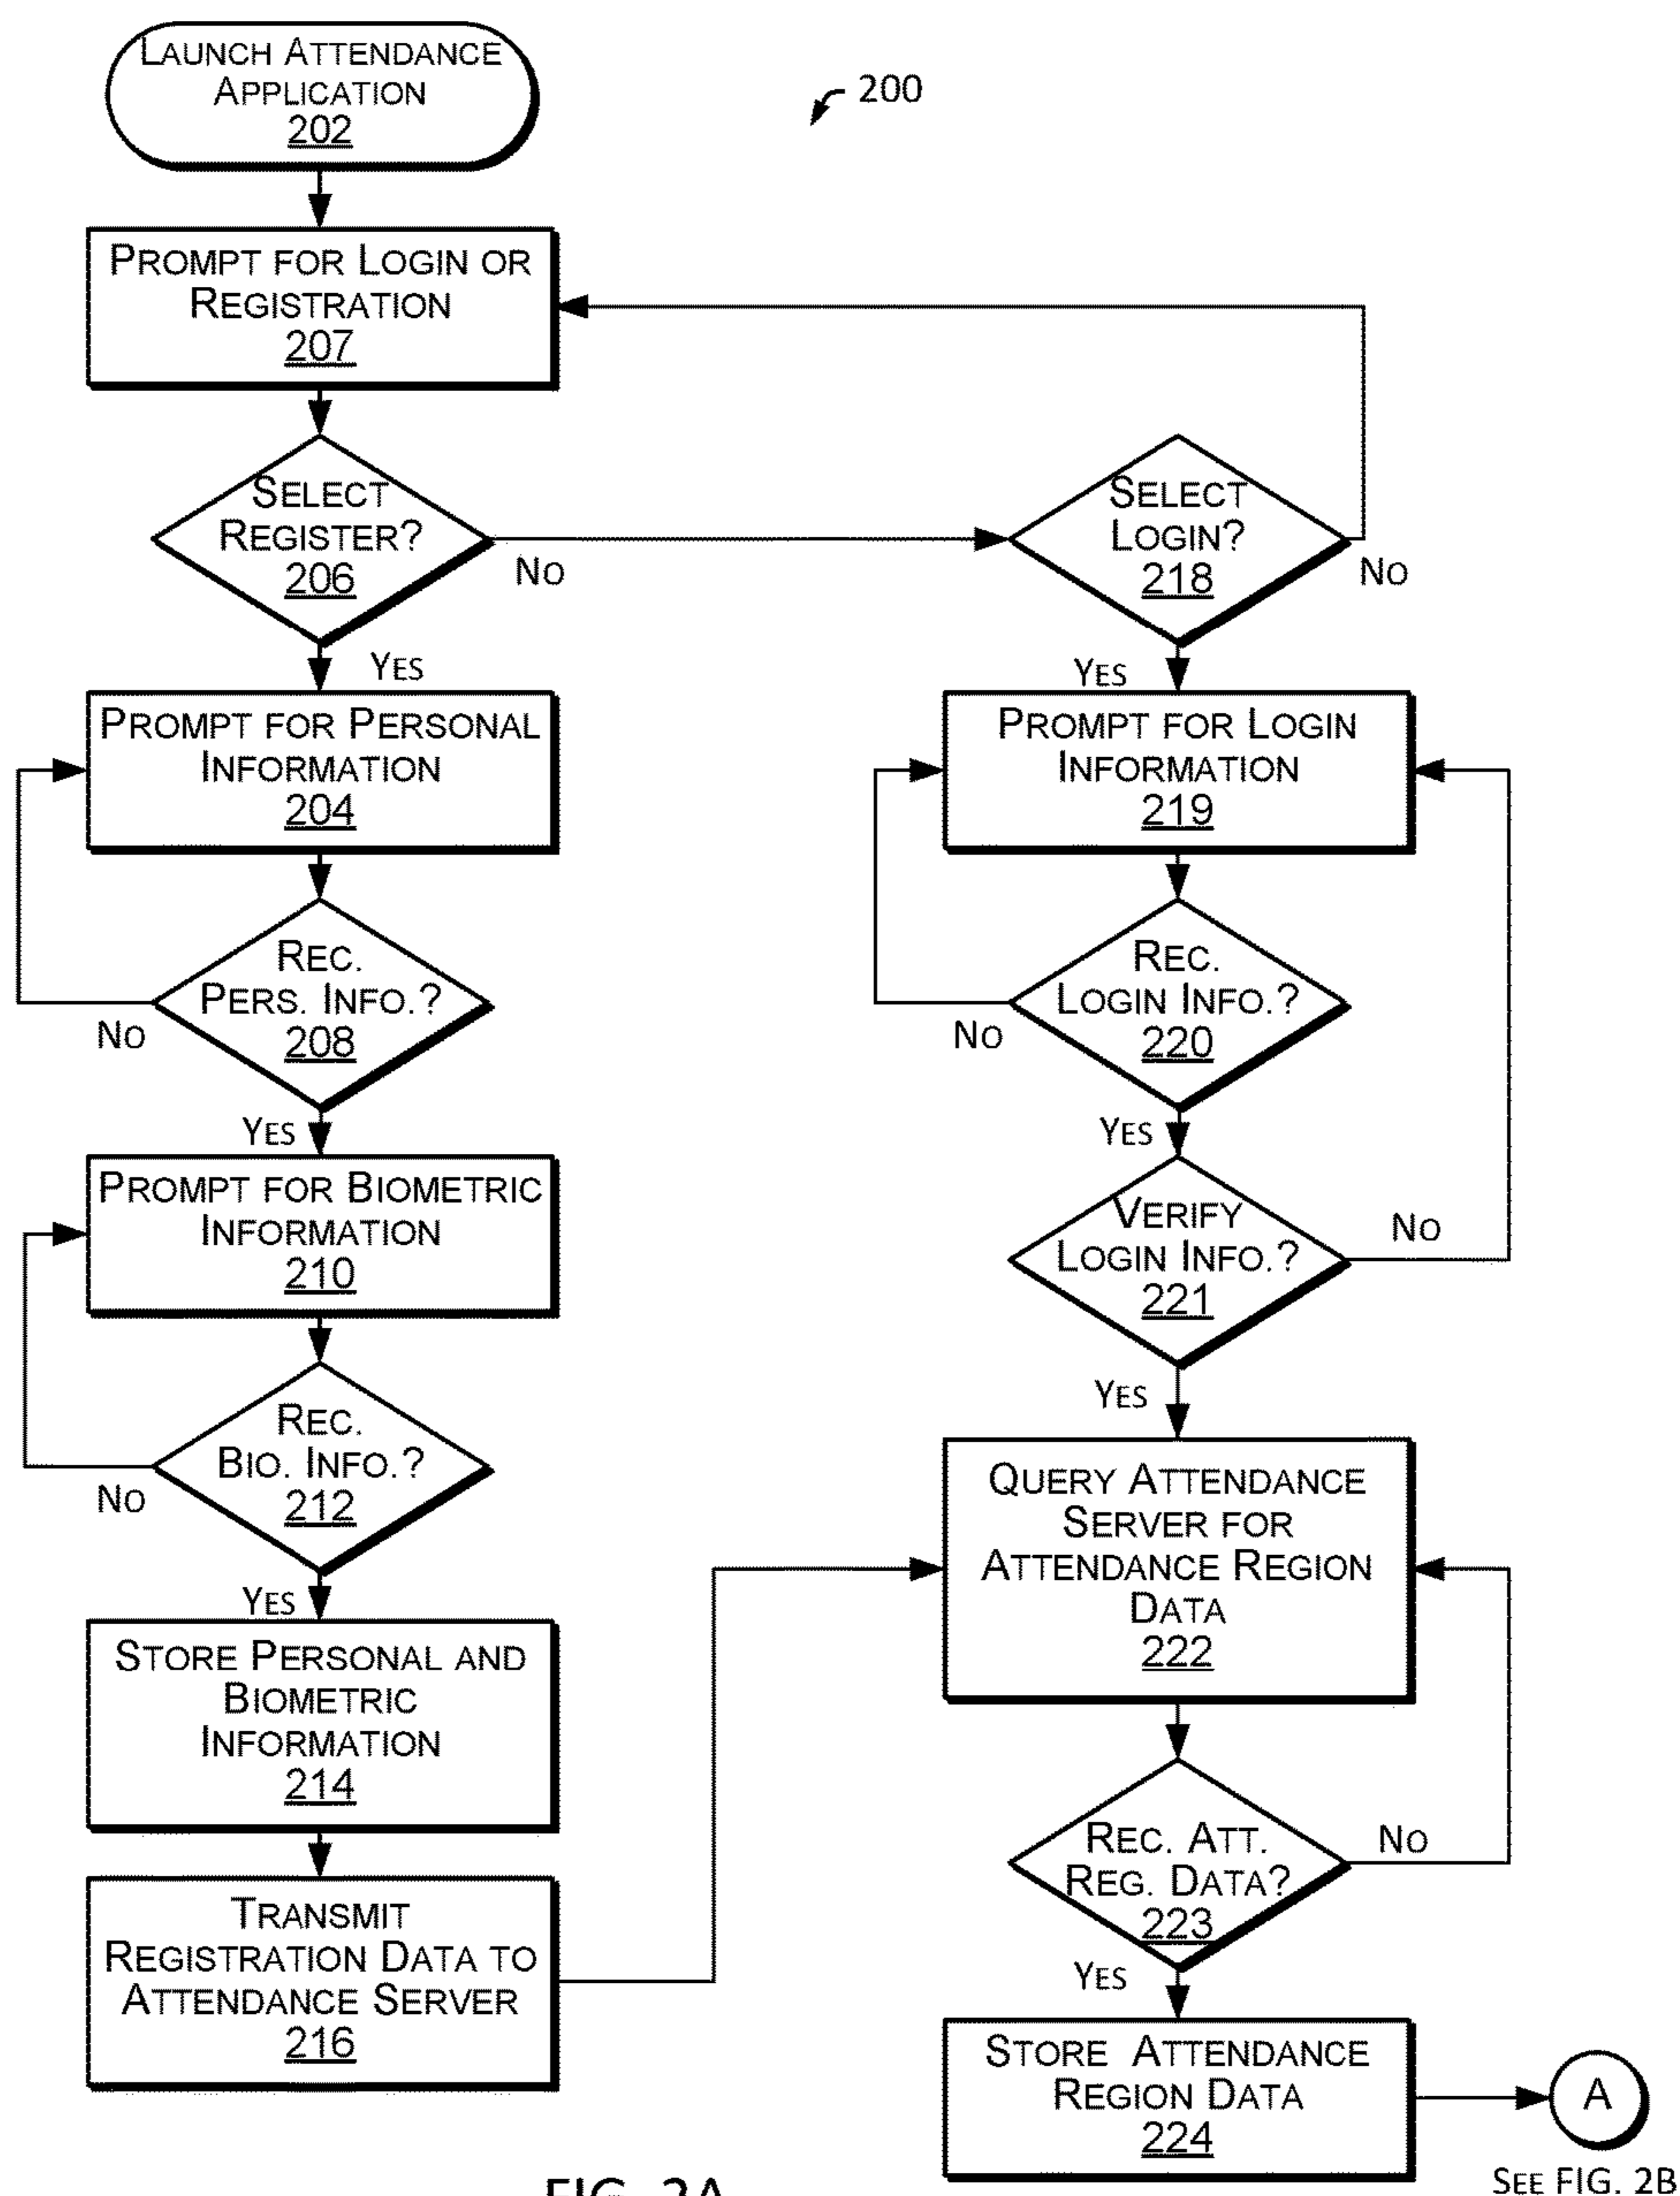 LAUNCH ATTENDANCE
APPLICATION
202
200
PROMPT FOR LOGIN OR
REGISTRATION
207
SELECT
REGISTER?
206
NO
YES
SELECT
LOGIN?
218
NO
YES
PROMPT FOR PERSONAL
INFORMATION
204
REC.
PERS. INFO.?
208
NO
YES
PROMPT FOR BIOMETRIC
INFORMATION
210
REC.
BIO. INFO.?
212
NO
YES
STORE PERSONAL AND
BIOMETRIC
INFORMATION
214
TRANSMIT
REGISTRATION DATA TO
ATTENDANCE SERVER
216
PROMPT FOR LOGIN
INFORMATION
219
REC.
LOGIN INFO.?
220
NO
YES
VERIFY
LOGIN INFO.?
221
NO
YES
QUERY ATTENDANCE
SERVER FOR
ATTENDANCE REGION
DATA
222
REC. ATT.
REG. DATA?
223
NO
YES
STORE ATTENDANCE
REGION DATA
224
A
SEE FIG. 2B
FIG. 2A